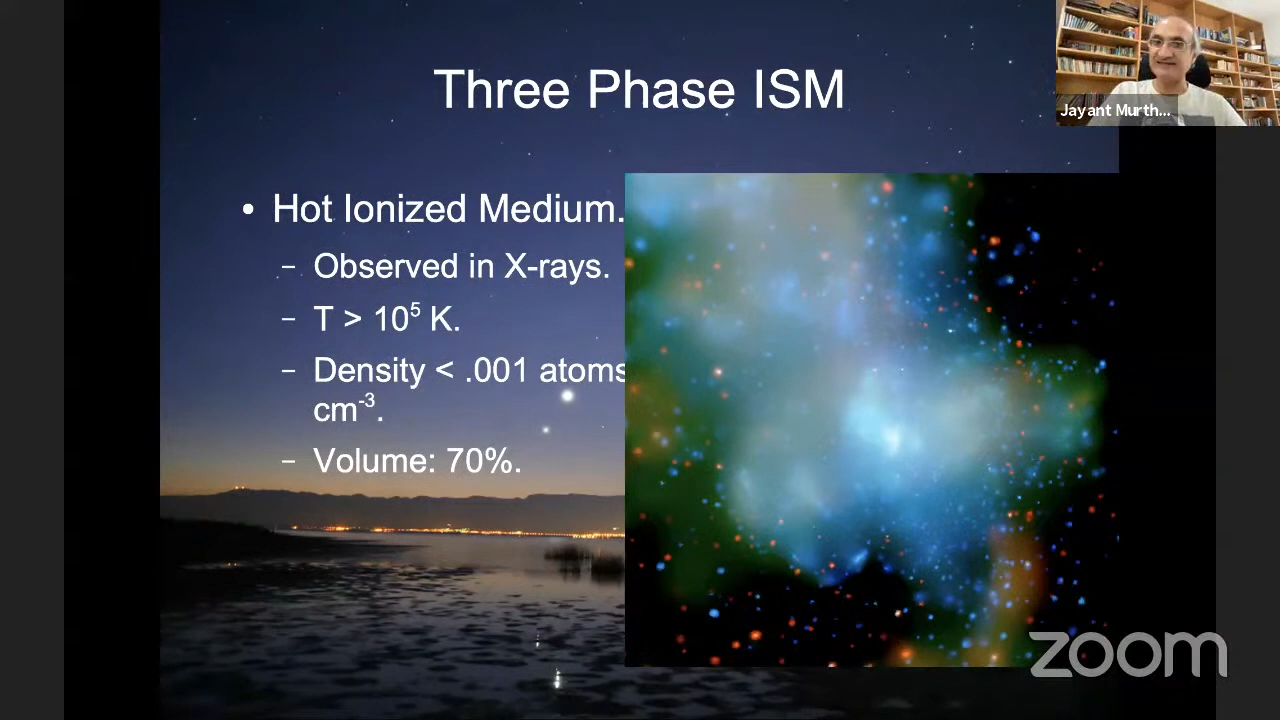 Three Phase ISM
Jayant Murth...
• Hot Ionized Medium.
– Observed in X-rays.
– T > 10⁵ K.
– Density < .001 atoms
cm⁻³.
– Volume: 70%.
zoom